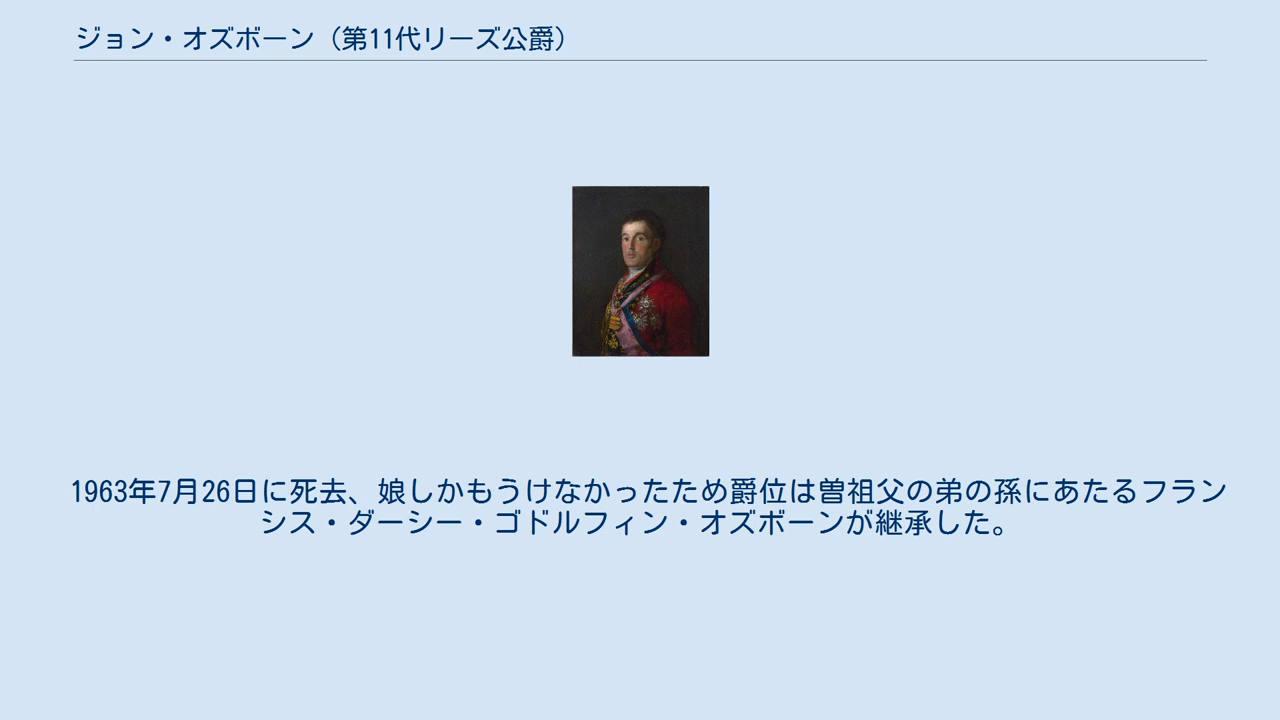 ジョン・オズボーン（第11代リーズ公爵）
1963年7月26日に死去、娘しかもうけなかったため爵位は曽祖父の弟の孫にあたるフラン
シス・ダーシー・ゴドルフィン・オズボーンが継承した。